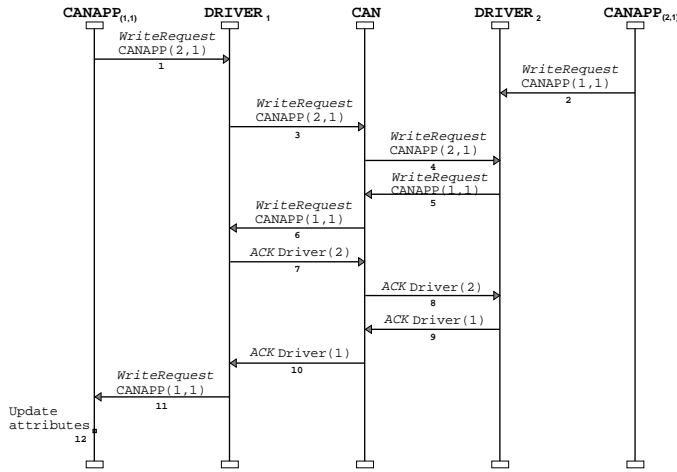 CANAPP(1,1) DRIVER1 CAN DRIVER2 CANAPP(2,1)
WriteRequest
CANAPP(2,1)
1
WriteRequest
CANAPP(1,1)
2
WriteRequest
CANAPP(2,1)
3
WriteRequest
CANAPP(2,1)
4
WriteRequest
CANAPP(1,1)
5
WriteRequest
CANAPP(1,1)
6
ACK Driver(2)
7
ACK Driver(2)
8
ACK Driver(1)
9
ACK Driver(1)
10
WriteRequest
CANAPP(1,1)
11
Update
attributes
12